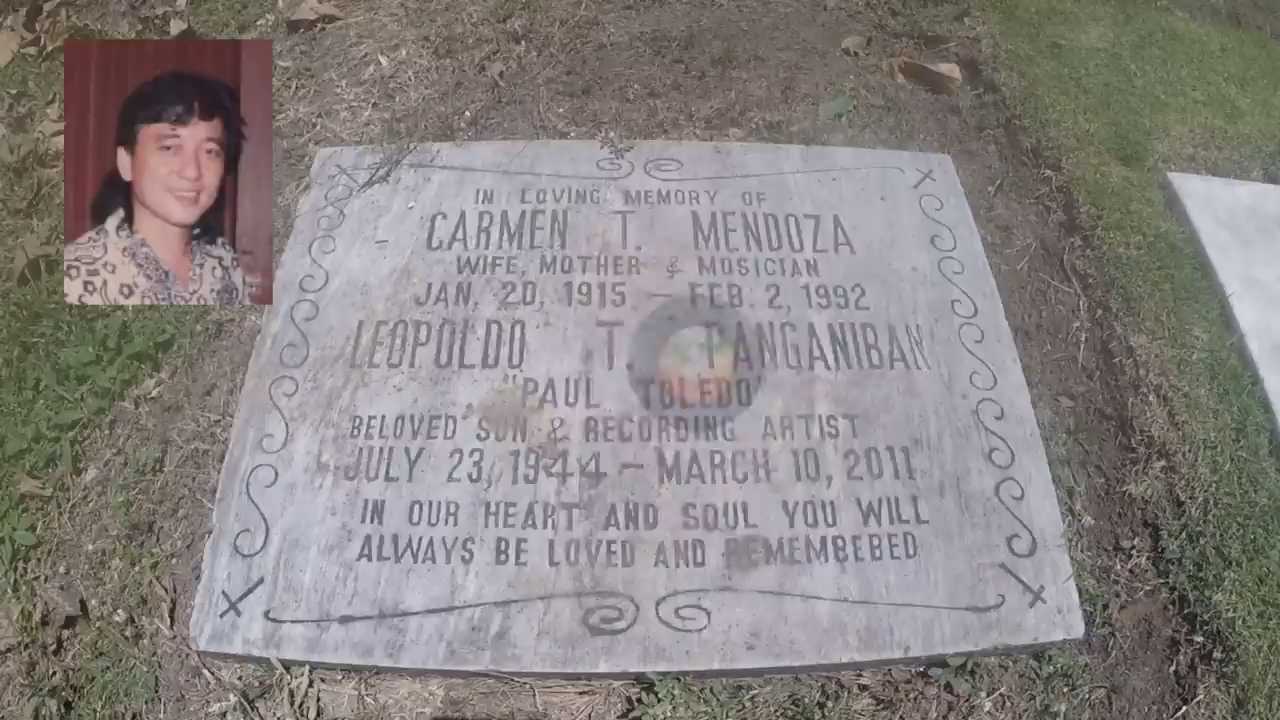 IN LOVING MEMORY OF
CARMEN T. MENDOZA
WIFE, MOTHER & MOSICIAN
JAN. 20, 1915 – FEB. 2, 1992
LEOPOLDO T. PANGANIBAN
"PAUL TOLEDO"
BELOVED SON & RECORDING ARTIST
JULY 23, 1944 – MARCH 10, 2011
IN OUR HEART AND SOUL YOU WILL
ALWAYS BE LOVED AND REMEMBEBED